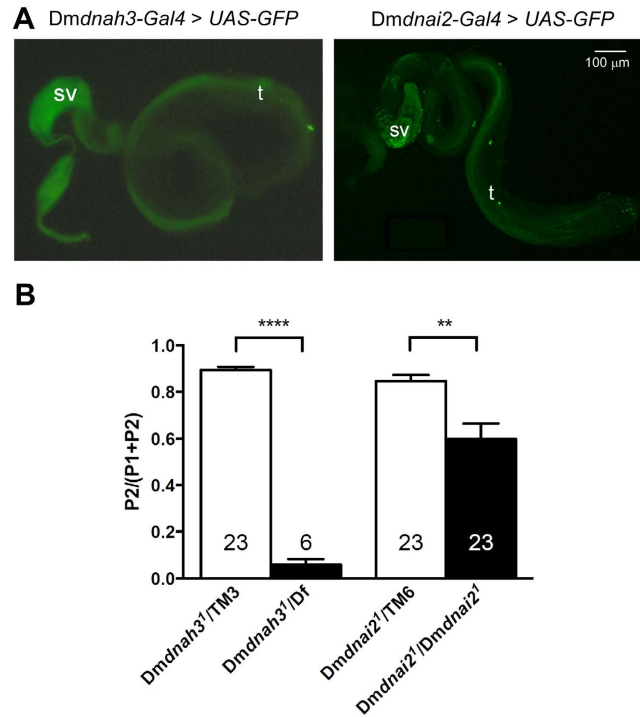 A
Dmdnah3-Gal4 > UAS-GFP
Dmdnai2-Gal4 > UAS-GFP
sv
t
sv
t
100 μm
B
**** **
P2/(P1+P2)
1.0
0.8
0.6
0.4
0.2
0.0
23 6 23 23
Dmdnah3¹/TM3
Dmdnah3¹/Df
Dmdnai2¹/TM6
Dmdnai2¹/Dmdnai2¹